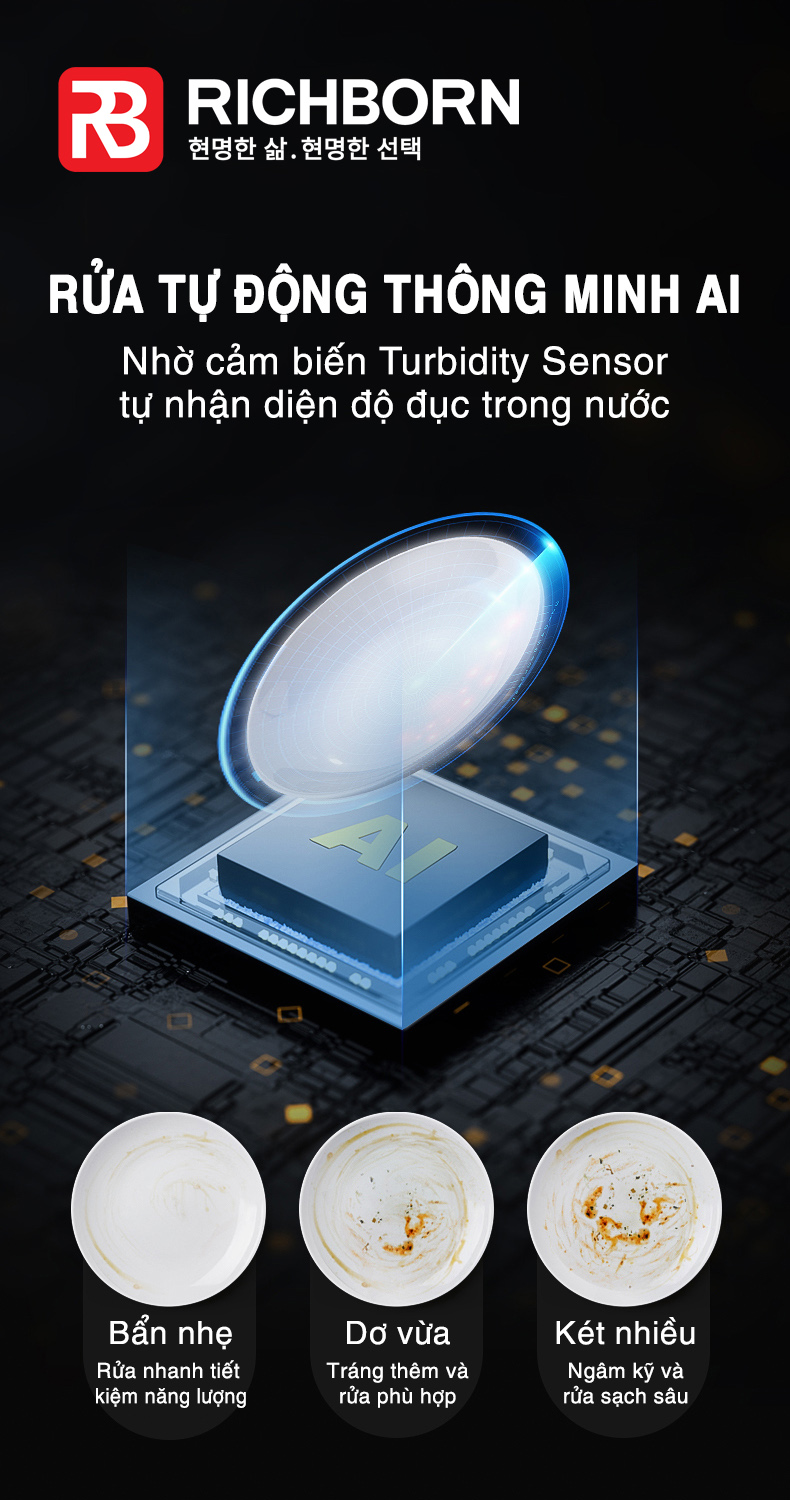 RB
RICHBORN
현명한 삶.현명한 선택
RỬA TỰ ĐỘNG THÔNG MINH AI
Nhờ cảm biến Turbidity Sensor
tự nhận diện độ đục trong nước
AI
Bẩn nhẹ
Rửa nhanh tiết
kiệm năng lượng
Dơ vừa
Tráng thêm và
rửa phù hợp
Két nhiều
Ngâm kỹ và
rửa sạch sâu